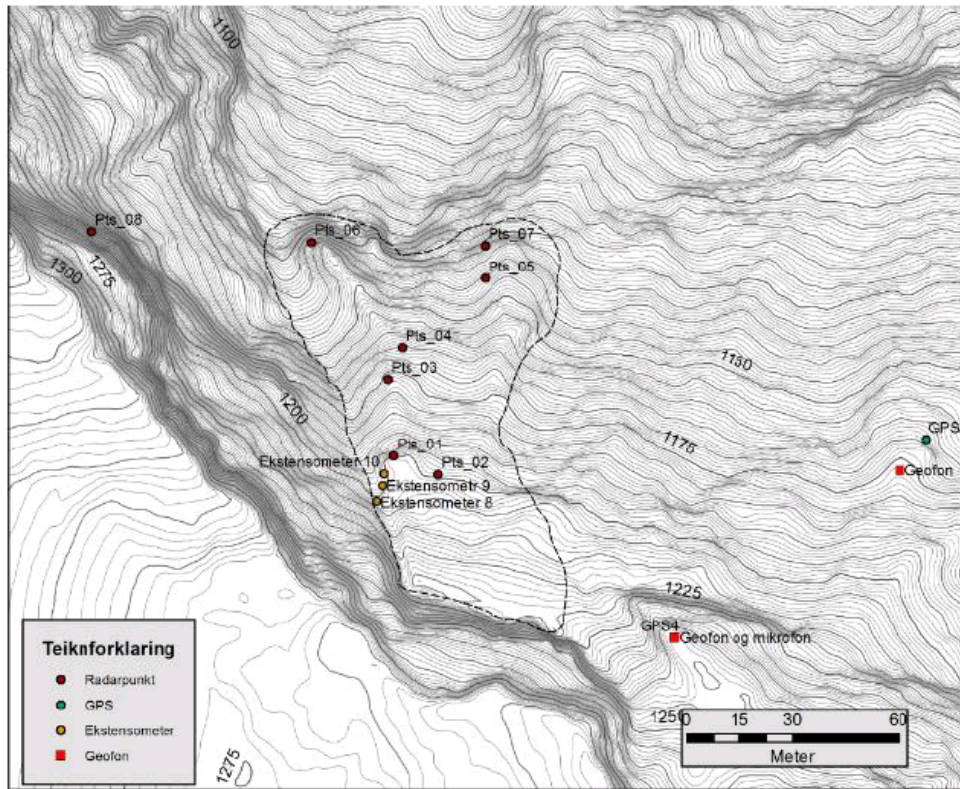 1100
Pts_08
Pts_06
Pts_07
1300
1275
Pts_05
Pts_04
1150
Pts_03
1200
1175
GPS
Pts_01
Ekstensometer 10
Pts_02
Geofon
Ekstensometr 9
Ekstensometer 8
1225
GPS4
Geofon og mikrofon
Teiknforklaring
Radarpunkt
GPS
Ekstensometer
Geofon
1250
0 15 30 60
Meter
1275